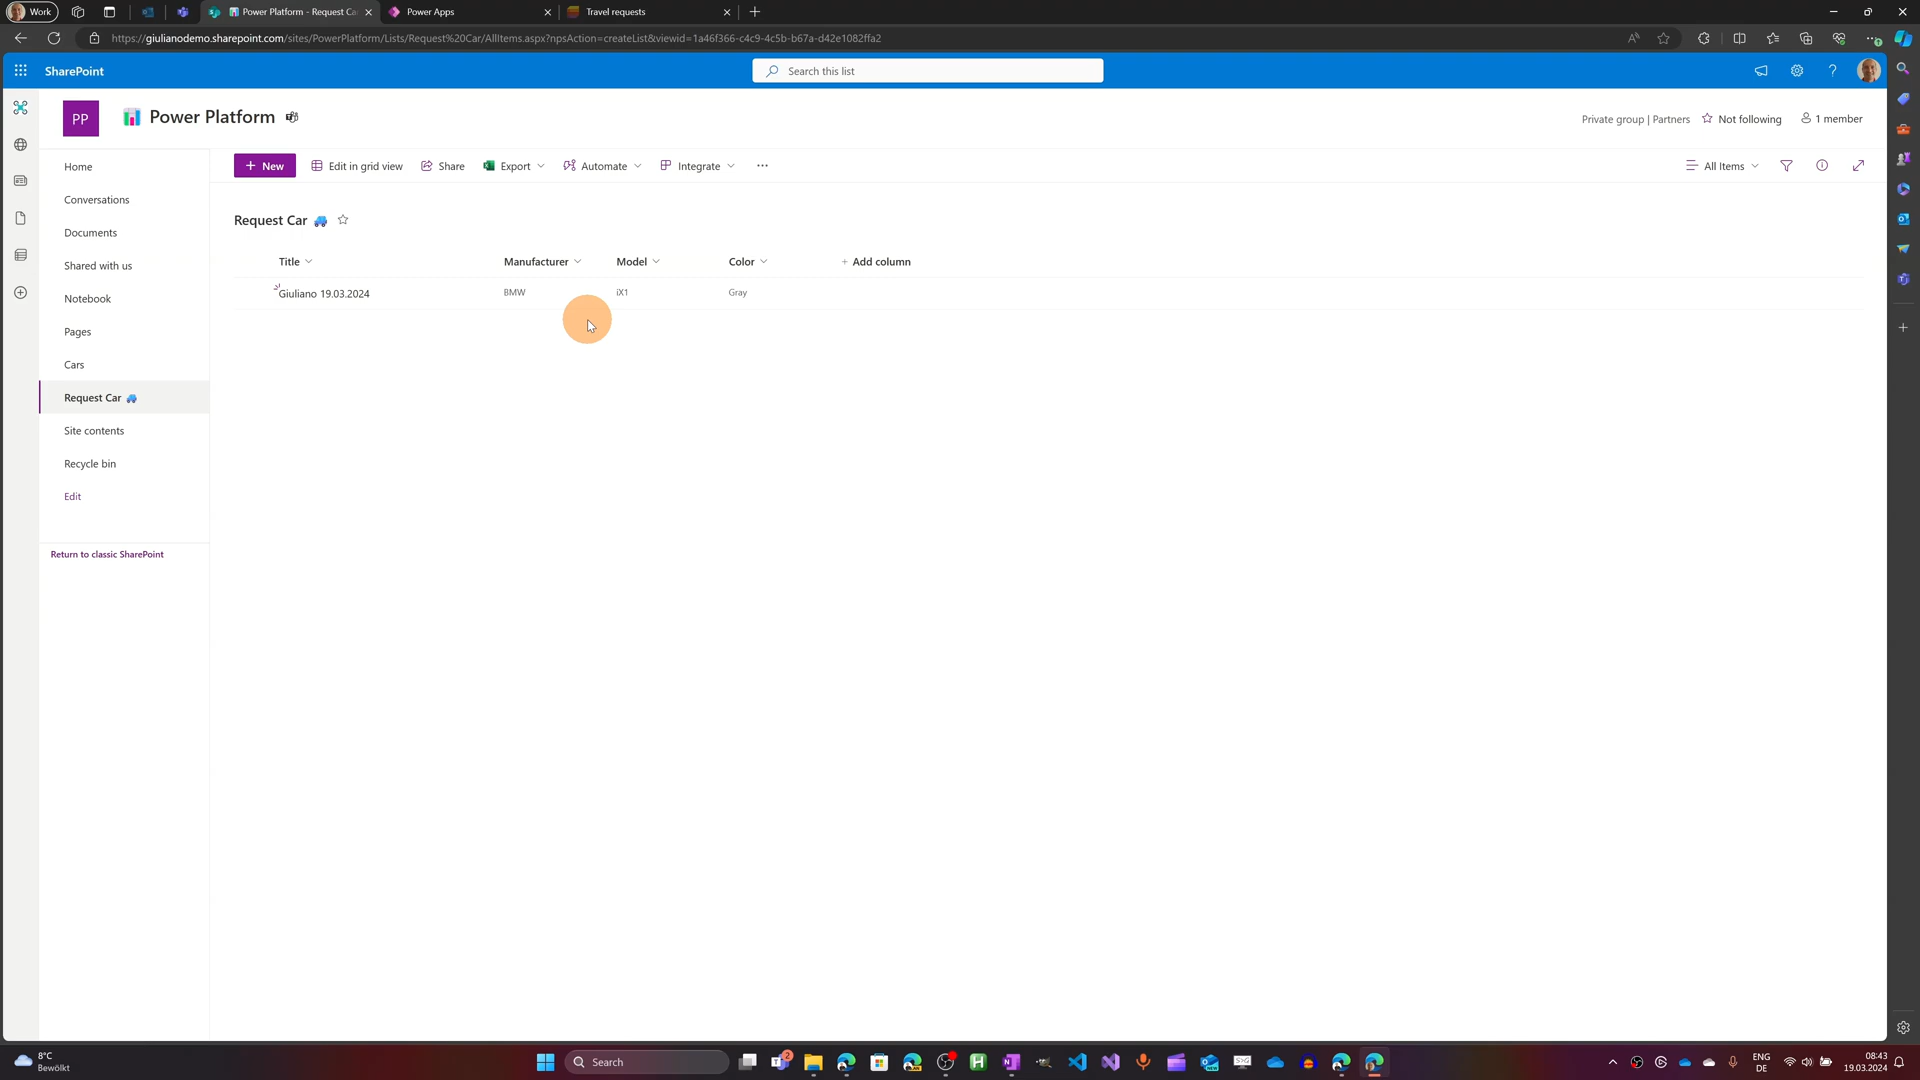 Work
Power Platform - Request Ca
Power Apps
Travel requests
https://giulianodemo.sharepoint.com/sites/PowerPlatform/Lists/Request%20Car/AllItems.aspx?npsAction=createList&viewid=1a46f366-c4c9-4c5b-b67a-d42e1082ffa2
SharePoint
Search this list
PP
Power Platform
Private group | Partners
Not following
1 member
Home
Conversations
Documents
Shared with us
Notebook
Pages
Cars
Request Car
Site contents
Recycle bin
Edit
Return to classic SharePoint
+ New
Edit in grid view
Share
Export
Automate
Integrate
All Items
Request Car
Title
Manufacturer
Model
Color
+ Add column
Giuliano 19.03.2024
BMW
iX1
Gray
8°C
Bewölkt
Search
2
ENG
DE
08:43
19.03.2024